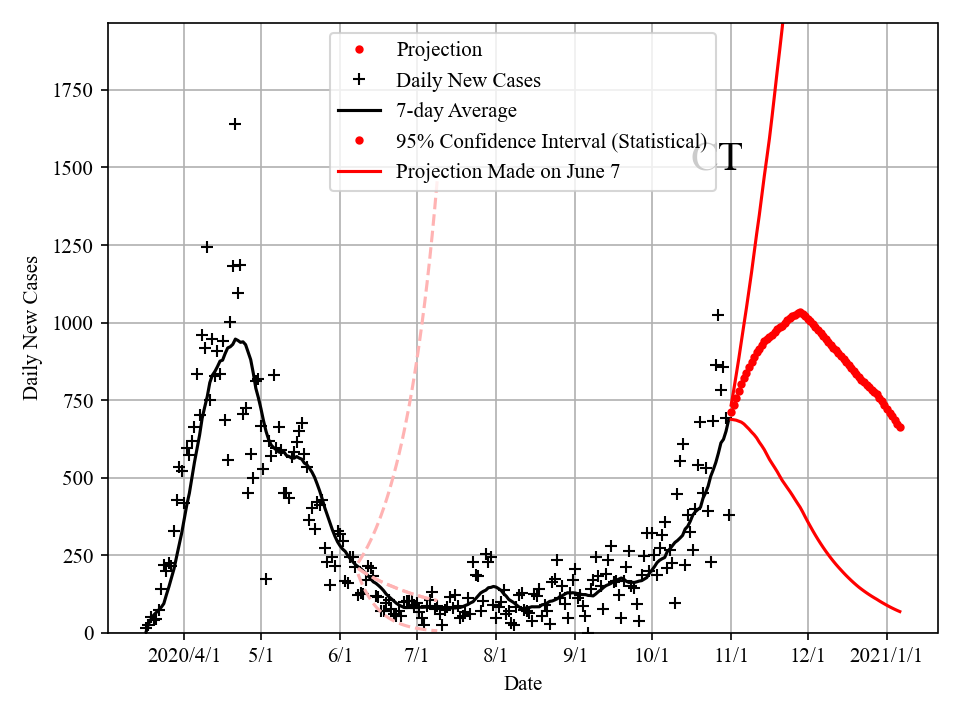 Projection
Daily New Cases
7-day Average
95% Confidence Interval (Statistical)
Projection Made on June 7
CT
Daily New Cases
1750
1500
1250
1000
750
500
250
0
2020/4/1 5/1 6/1 7/1 8/1 9/1 10/1 11/1 12/1 2021/1/1
Date